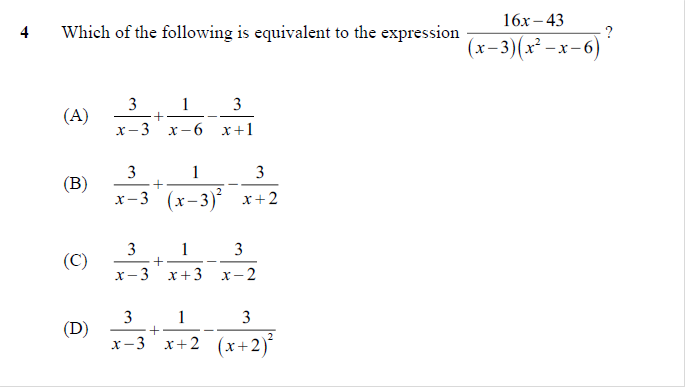 4 Which of the following is equivalent to the expression \frac{16x-43}{(x-3)(x^2-x-6)}?
(A) \frac{3}{x-3}+\frac{1}{x-6}-\frac{3}{x+1}
(B) \frac{3}{x-3}+\frac{1}{(x-3)^2}-\frac{3}{x+2}
(C) \frac{3}{x-3}+\frac{1}{x+3}-\frac{3}{x-2}
(D) \frac{3}{x-3}+\frac{1}{x+2}-\frac{3}{(x+2)^2}